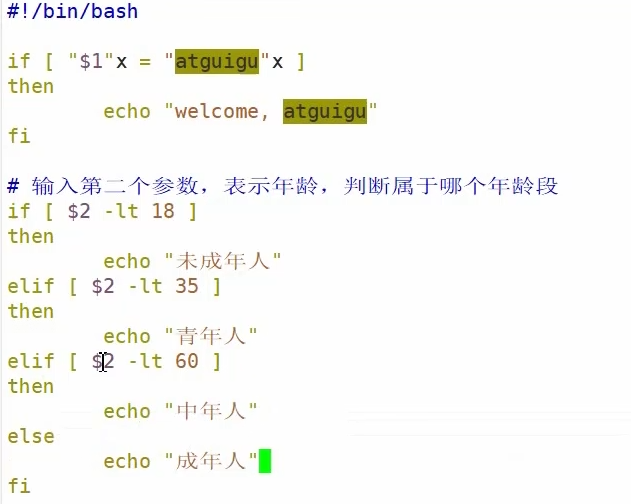 #!/bin/bash
if [ "$1"x = "atguigu"x ]
then
echo "welcome, atguigu"
fi
# 输入第二个参数，表示年龄，判断属于哪个年龄段
if [ $2 -lt 18 ]
then
echo "未成年人"
elif [ $2 -lt 35 ]
then
echo "青年人"
elif [ $2 -lt 60 ]
then
echo "中年人"
else
echo "成年人"
fi